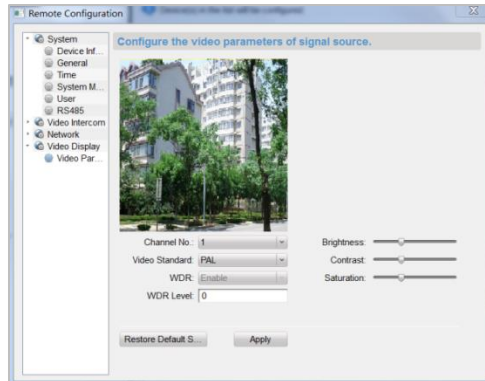 Remote Configuration
System
Device Inf...
General
Time
System M...
User
RS485
Video Intercom
Network
Video Display
Video Par...
Configure the video parameters of signal source.
Channel No.: 1
Video Standard: PAL
WDR: Enable
WDR Level: 0
Brightness:
Contrast:
Saturation:
Restore Default S...
Apply